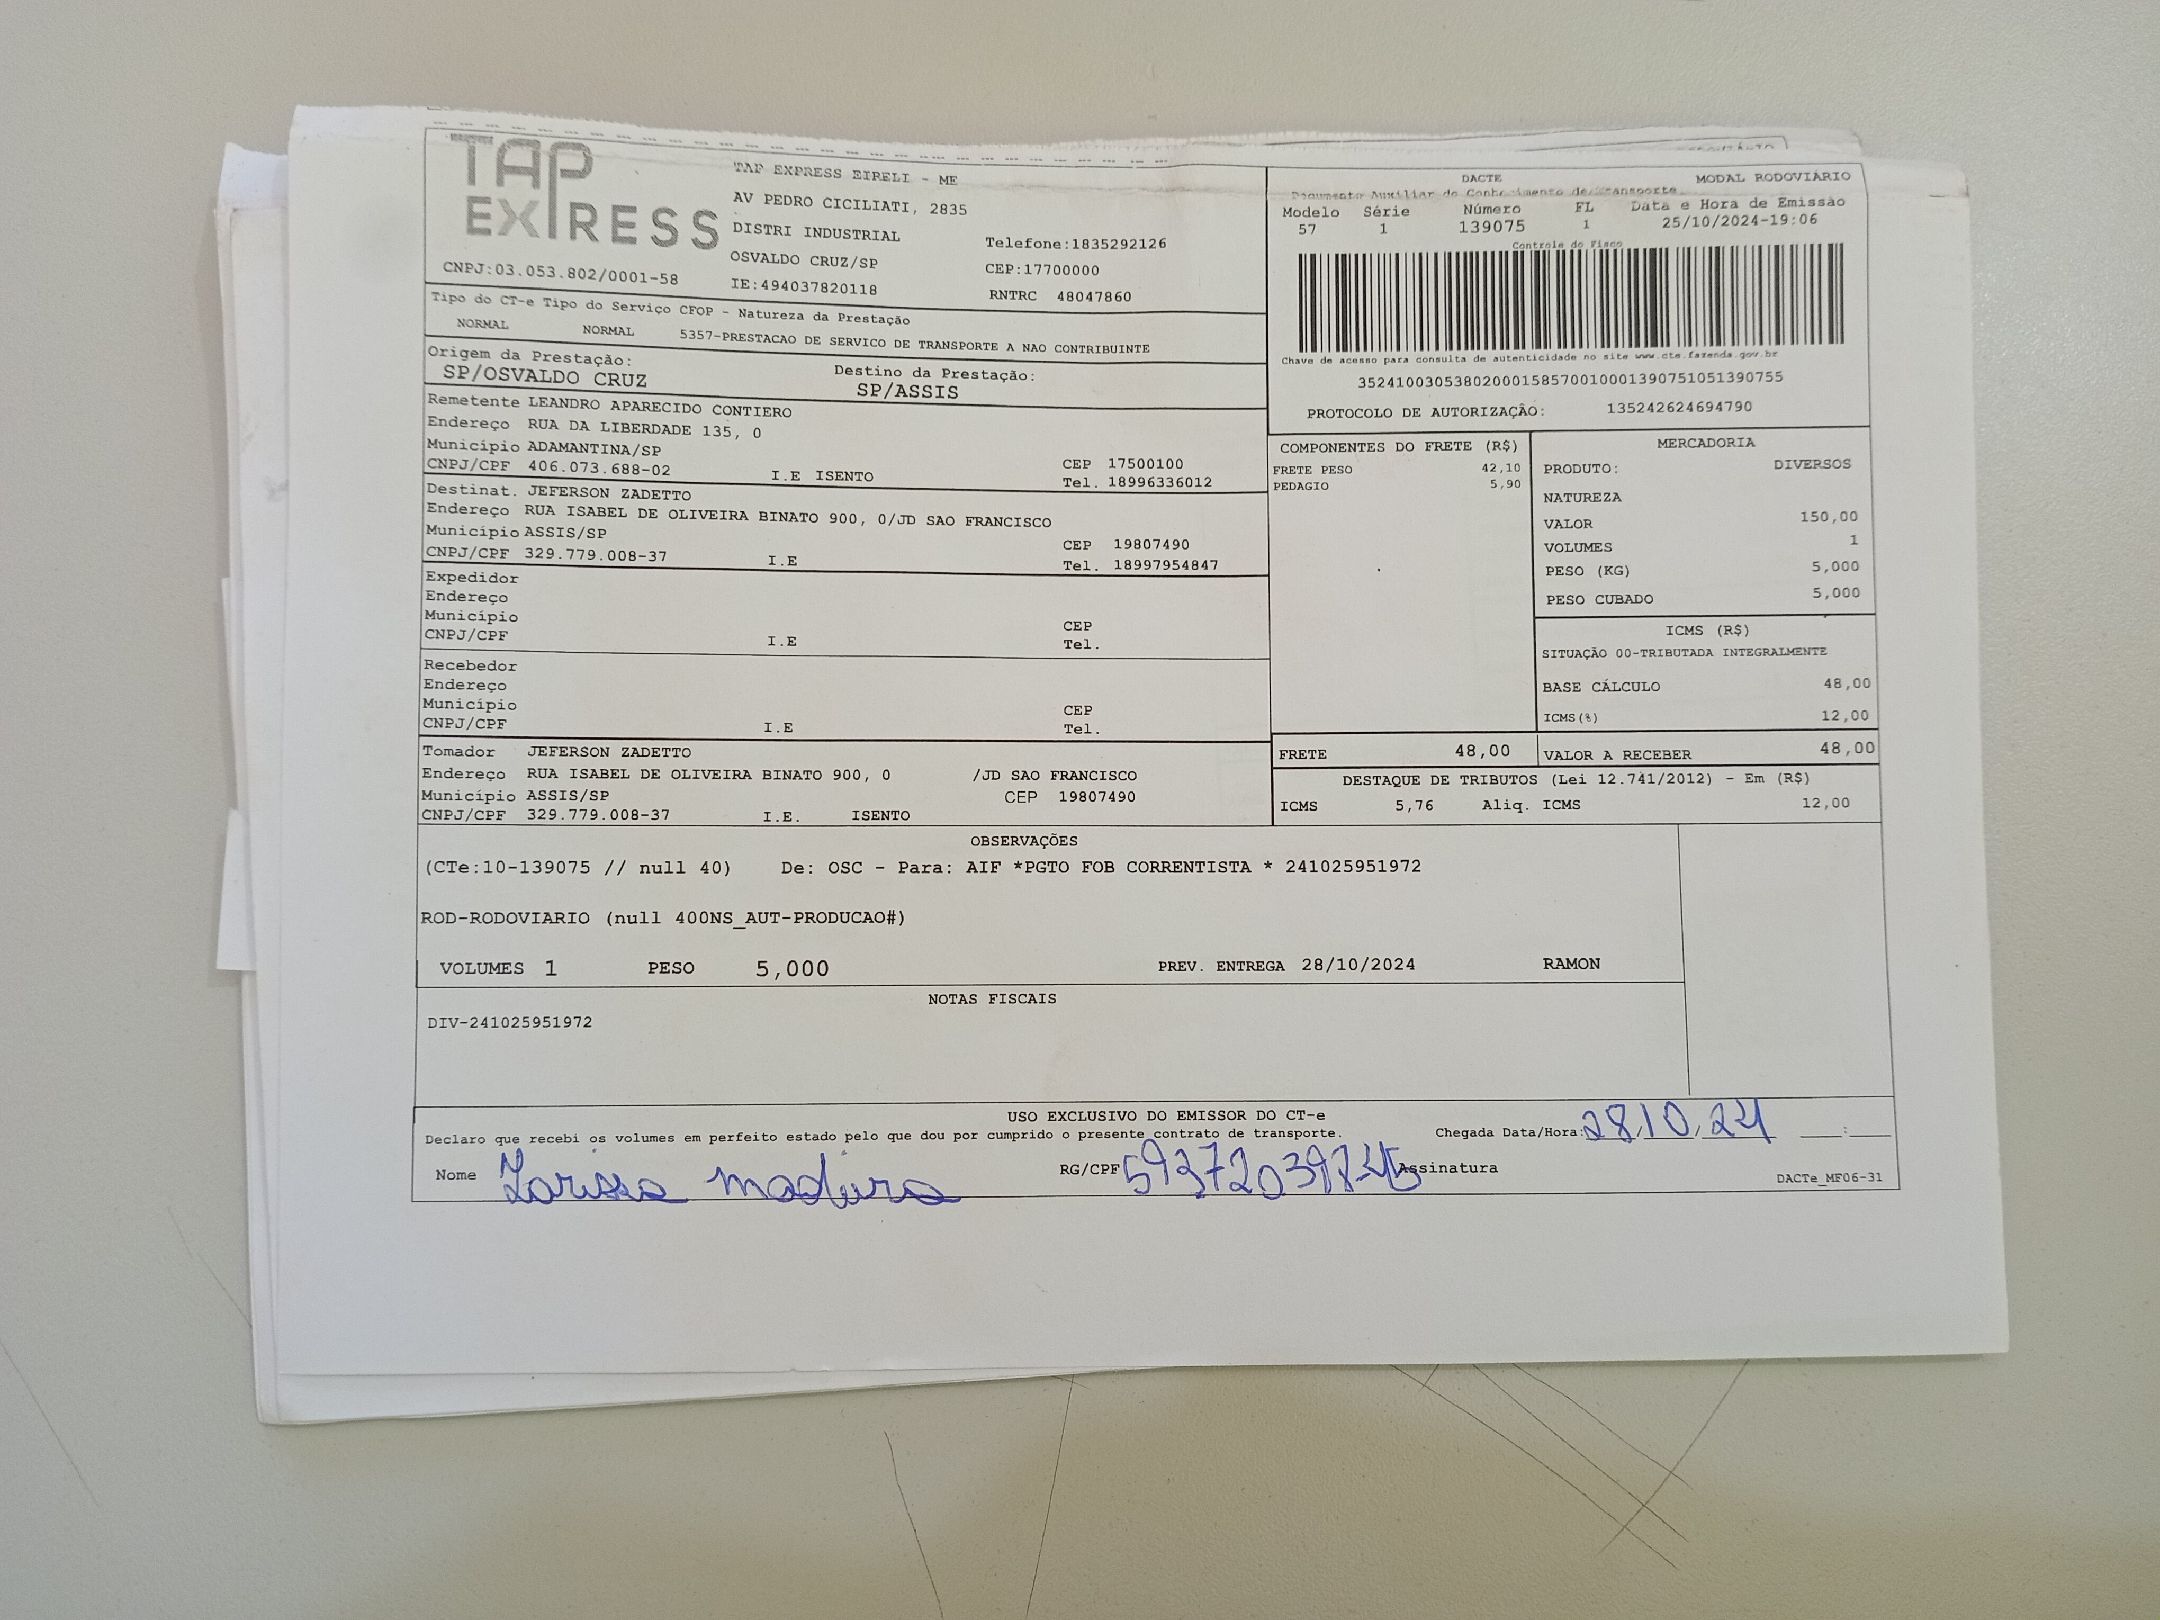 TAP EXPRESS
CNPJ:03.053.802/0001-58
TAP EXPRESS EIRELI - ME
AV PEDRO CICILIATI, 2835
DISTRI INDUSTRIAL
OSVALDO CRUZ/SP
IE:494037820118
Telefone:1835292126
CEP:17700000
RNTRC 48047860
DACTE MODAL RODOVIÁRIO
Documento Auxiliar do Conhecimento de Transporte
Modelo Série Número FL Data e Hora de Emissão
57 1 139075 1 25/10/2024-19:06
Controle do Fisco
Chave de acesso para consulta de autenticidade no site www.cte.fazenda.gov.br
35241003053802000158570010001390751051390755
PROTOCOLO DE AUTORIZAÇÃO: 135242624694790
Tipo do CT-e Tipo do Serviço CFOP - Natureza da Prestação
NORMAL NORMAL 5357-PRESTACAO DE SERVICO DE TRANSPORTE A NAO CONTRIBUINTE
Origem da Prestação: Destino da Prestação:
SP/OSVALDO CRUZ SP/ASSIS
Remetente LEANDRO APARECIDO CONTIERO
Endereço RUA DA LIBERDADE 135, 0
Município ADAMANTINA/SP CEP 17500100
CNPJ/CPF 406.073.688-02 I.E ISENTO Tel. 18996336012
Destinat. JEFERSON ZADETTO
Endereço RUA ISABEL DE OLIVEIRA BINATO 900, 0/JD SAO FRANCISCO
Município ASSIS/SP CEP 19807490
CNPJ/CPF 329.779.008-37 I.E Tel. 18997954847
Expedidor
Endereço
Município CEP
CNPJ/CPF I.E Tel.
Recebedor
Endereço
Município CEP
CNPJ/CPF I.E Tel.
Tomador JEFERSON ZADETTO
Endereço RUA ISABEL DE OLIVEIRA BINATO 900, 0 /JD SAO FRANCISCO
Município ASSIS/SP CEP 19807490
CNPJ/CPF 329.779.008-37 I.E. ISENTO
COMPONENTES DO FRETE (R$)
FRETE PESO 42,10
PEDAGIO 5,90
MERCADORIA
PRODUTO: DIVERSOS
NATUREZA
VALOR 150,00
VOLUMES 1
PESO (KG) 5,000
PESO CUBADO 5,000
ICMS (R$)
SITUAÇÃO 00-TRIBUTADA INTEGRALMENTE
BASE CÁLCULO 48,00
ICMS(%) 12,00
FRETE 48,00 VALOR A RECEBER 48,00
DESTAQUE DE TRIBUTOS (Lei 12.741/2012) - Em (R$)
ICMS 5,76 Aliq. ICMS 12,00
OBSERVAÇÕES
(CTe:10-139075 // null 40) De: OSC - Para: AIF *PGTO FOB CORRENTISTA * 241025951972
ROD-RODOVIARIO (null 400NS_AUT-PRODUCAO#)
VOLUMES 1 PESO 5,000 PREV. ENTREGA 28/10/2024 RAMON
NOTAS FISCAIS
DIV-241025951972
USO EXCLUSIVO DO EMISSOR DO CT-e
Declaro que recebi os volumes em perfeito estado pelo que dou por cumprido o presente contrato de transporte. Chegada Data/Hora: 28/10/24
Nome Larissa madura RG/CPF Assinatura
DACTe_MF06-31